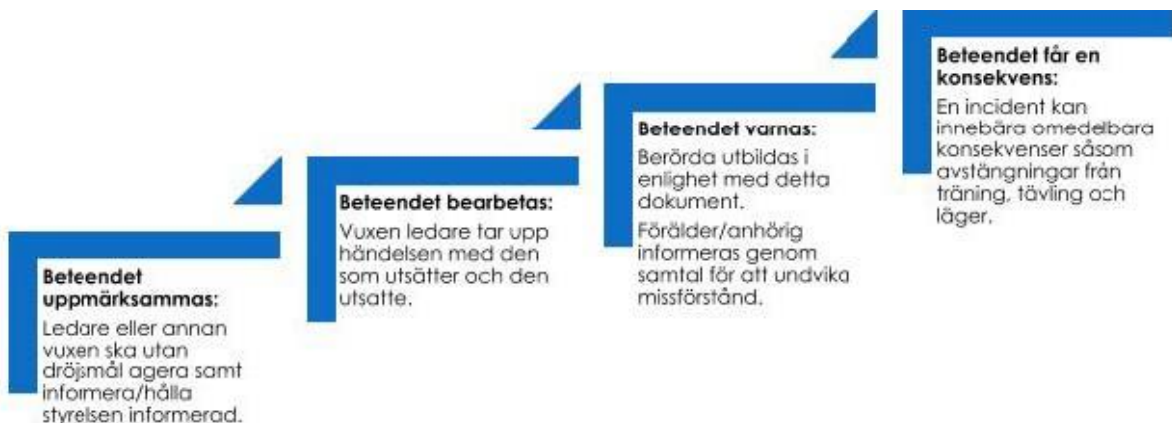 Beteendet
uppmärksammas:
Ledare eller annan
vuxen ska utan
dröjsmål agera samt
informera/hålla
styrelsen informerad.
Beteendet bearbetas:
Vuxen ledare tar upp
händelsen med den
som utsätter och den
utsatte.
Beteendet varnas:
Berörda utbildas i
enlighet med detta
dokument.
Förälder/anhörig
informeras genom
samtal för att undvika
missförstånd.
Beteendet får en
konsekvens:
En incident kan
innebära omedelbara
konsekvenser såsom
avstängningar från
träning, tävling och
läger.